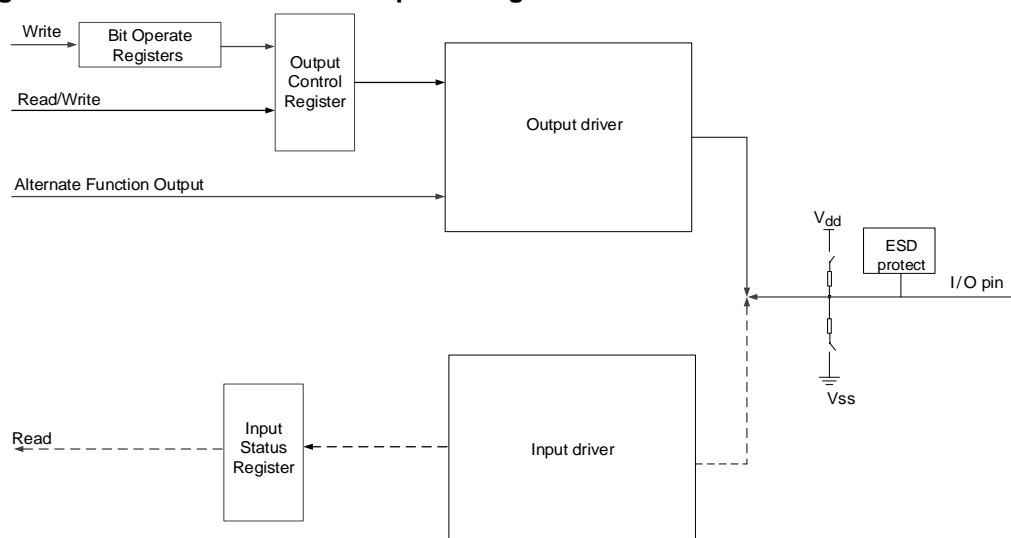 Write
Bit Operate
Registers
Output
Control
Register
Read/Write
Output driver
Alternate Function Output
Vdd
ESD
protect
I/O pin
Vss
Input
Status
Register
Read
Input driver